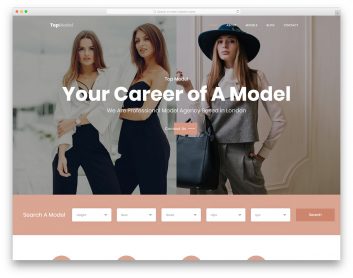 TopModel
ABOUT MODELS BLOG CONTACT
Top Model
Your Career of A Model
We Are Professional Model Agency Based in London
Contact Us
Search A Model
Search